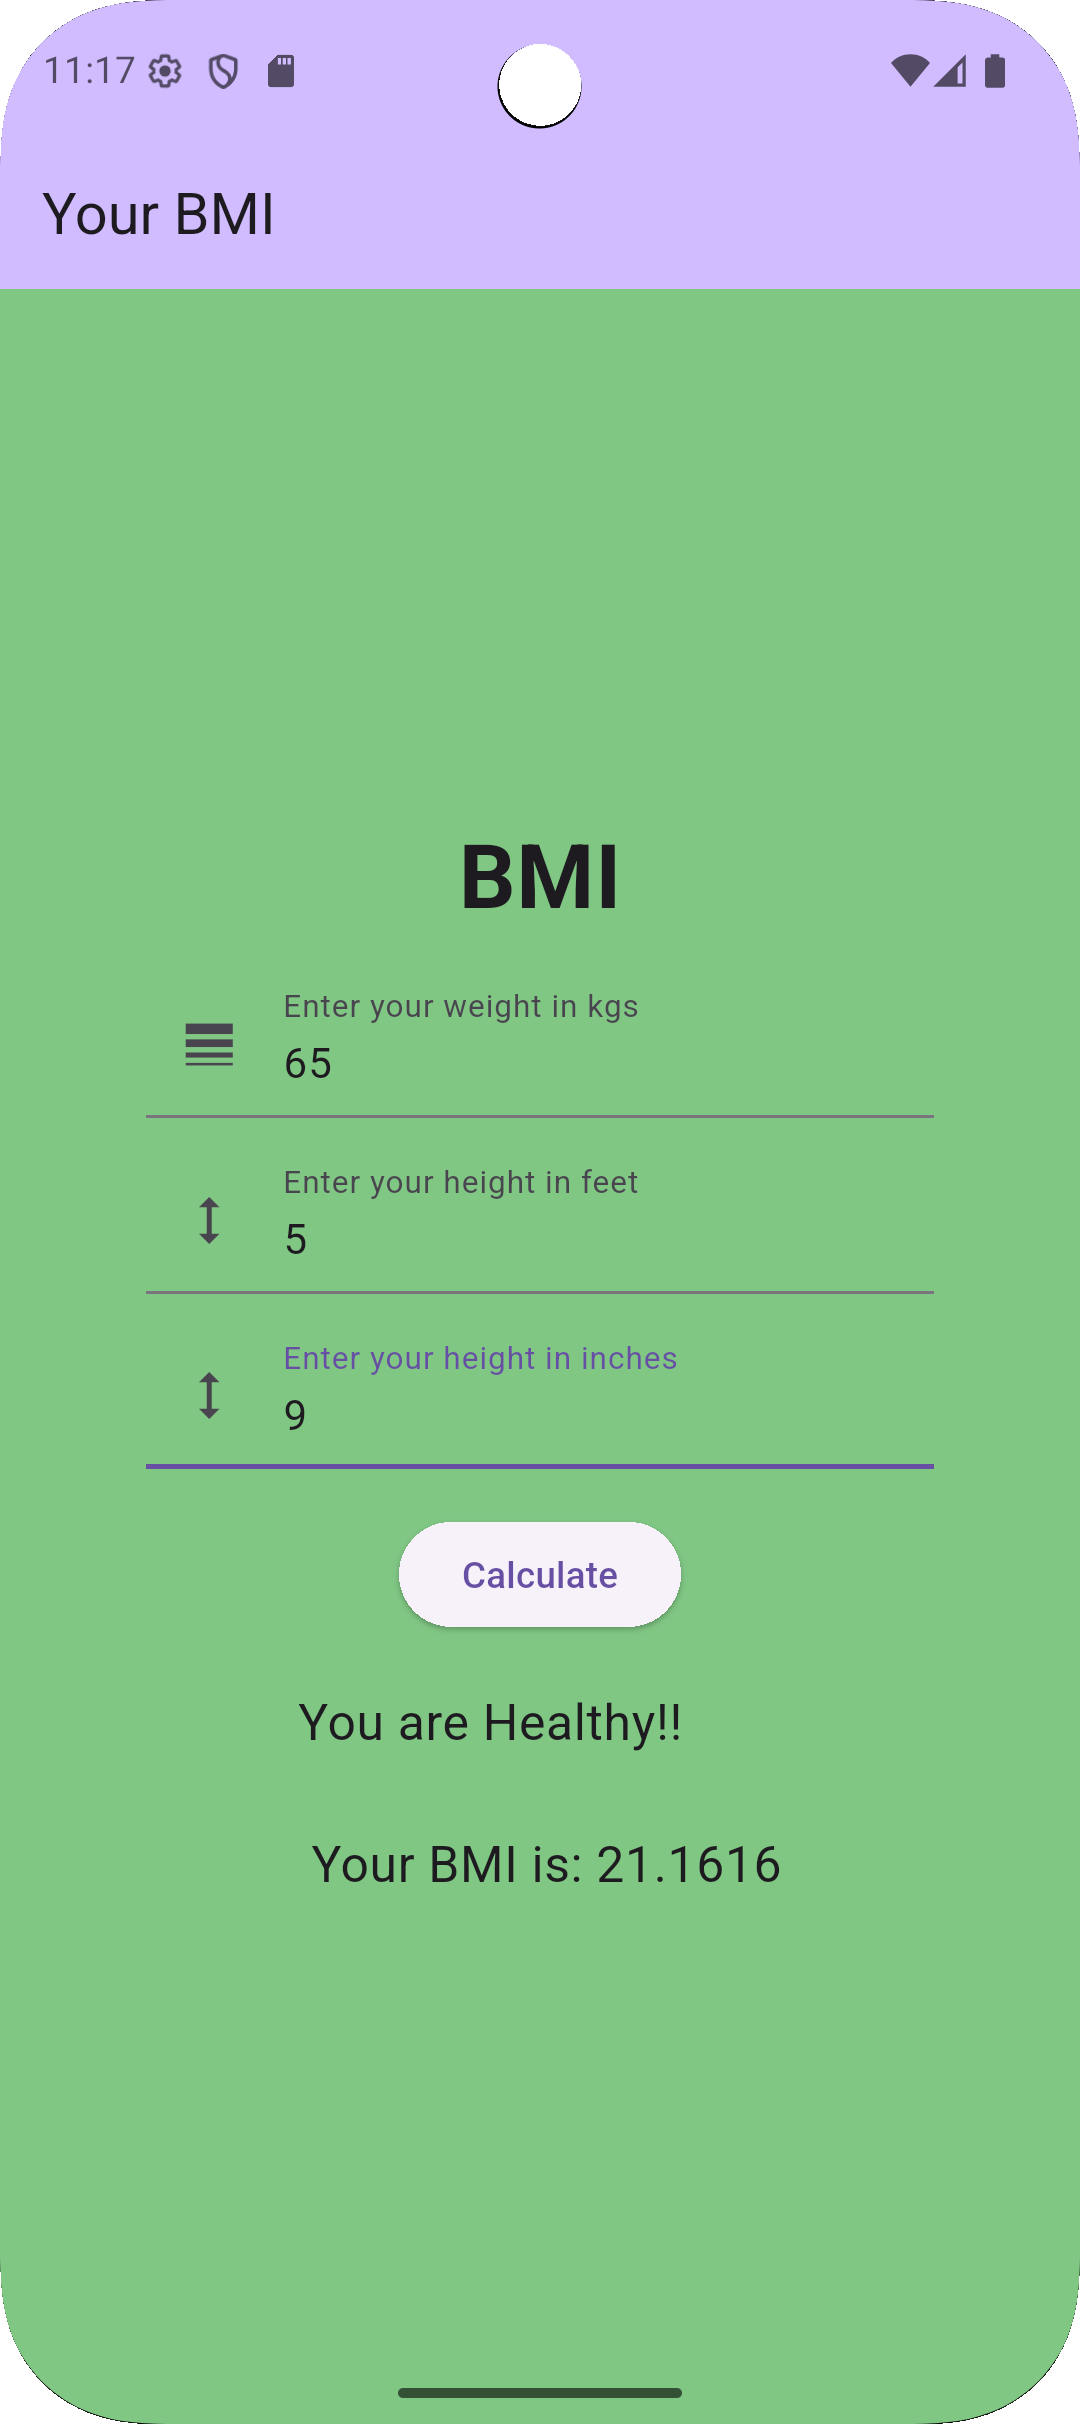 11:17
Your BMI
BMI
Enter your weight in kgs
65
Enter your height in feet
5
Enter your height in inches
9
Calculate
You are Healthy!!
Your BMI is: 21.1616